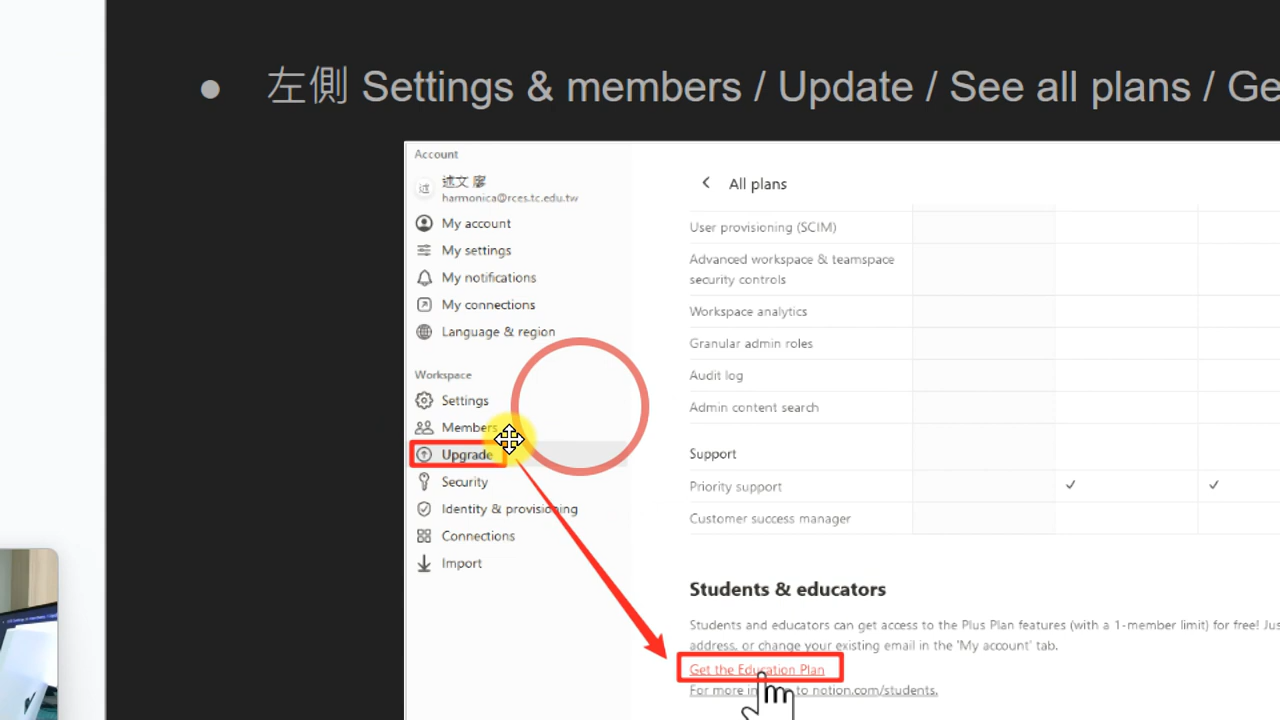 ● 左側 Settings & members / Update / See all plans / Ge
Account
述文 廖
述
harmonica@rces.tc.edu.tw
My account
My settings
My notifications
My connections
Language & region
Workspace
Settings
Members
Upgrade
Security
Identity & provisioning
Connections
Import
All plans
User provisioning (SCIM)
Advanced workspace & teamspace
security controls
Workspace analytics
Granular admin roles
Audit log
Admin content search
Support
Priority support
Customer success manager
Students & educators
Students and educators can get access to the Plus Plan features (with a 1-member limit) for free! Jus
address, or change your existing email in the 'My account' tab.
Get the Education Plan
For more in to notion.com/students.